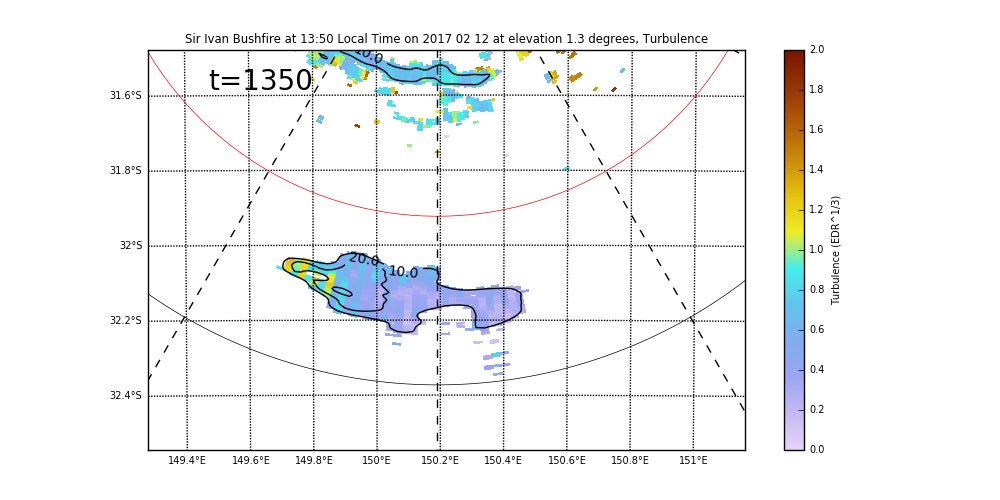 Sir Ivan Bushfire at 13:50 Local Time on 2017 02 12 at elevation 1.3 degrees, Turbulence
t=1350
10.0
31.6°S
31.8°S
32°S
32.2°S
32.4°S
20.0
10.0
149.4°E 149.6°E 149.8°E 150°E 150.2°E 150.4°E 150.6°E 150.8°E 151°E
2.0
1.8
1.6
1.4
1.2
1.0
0.8
0.6
0.4
0.2
0.0
Turbulence (EDR^1/3)